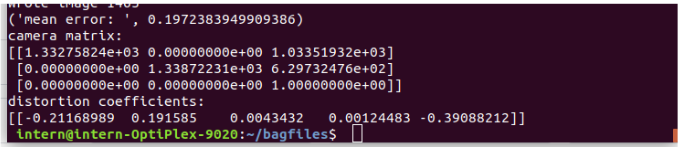 wrote image 1405
('mean error: ', 0.1972383949909386)
camera matrix:
[[1.33275824e+03 0.00000000e+00 1.03351932e+03]
[0.00000000e+00 1.33872231e+03 6.29732476e+02]
[0.00000000e+00 0.00000000e+00 1.00000000e+00]]
distortion coefficients:
[[-0.21168989 0.191585 0.0043432 0.00124483 -0.39088212]]
intern@intern-OptiPlex-9020:~/bagfiles$